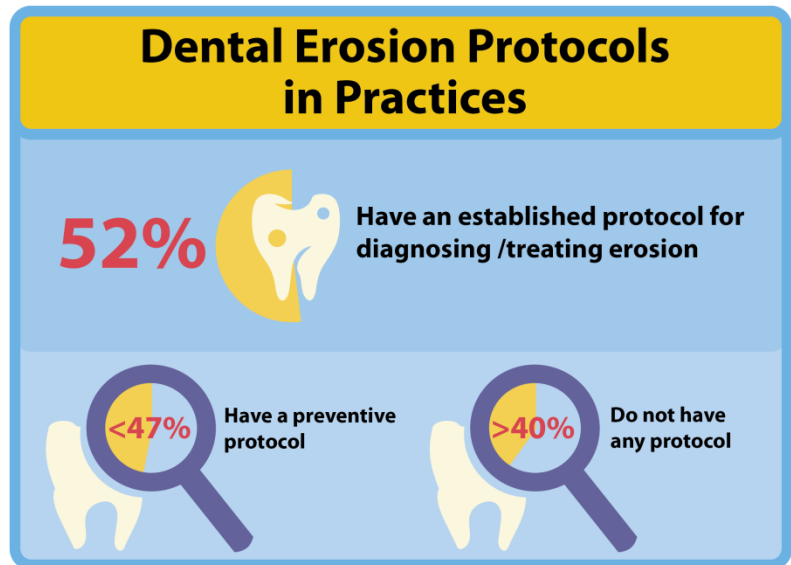 Dental Erosion Protocols
in Practices
52%
Have an established protocol for
diagnosing /treating erosion
<47%
Have a preventive
protocol
>40%
Do not have
any protocol